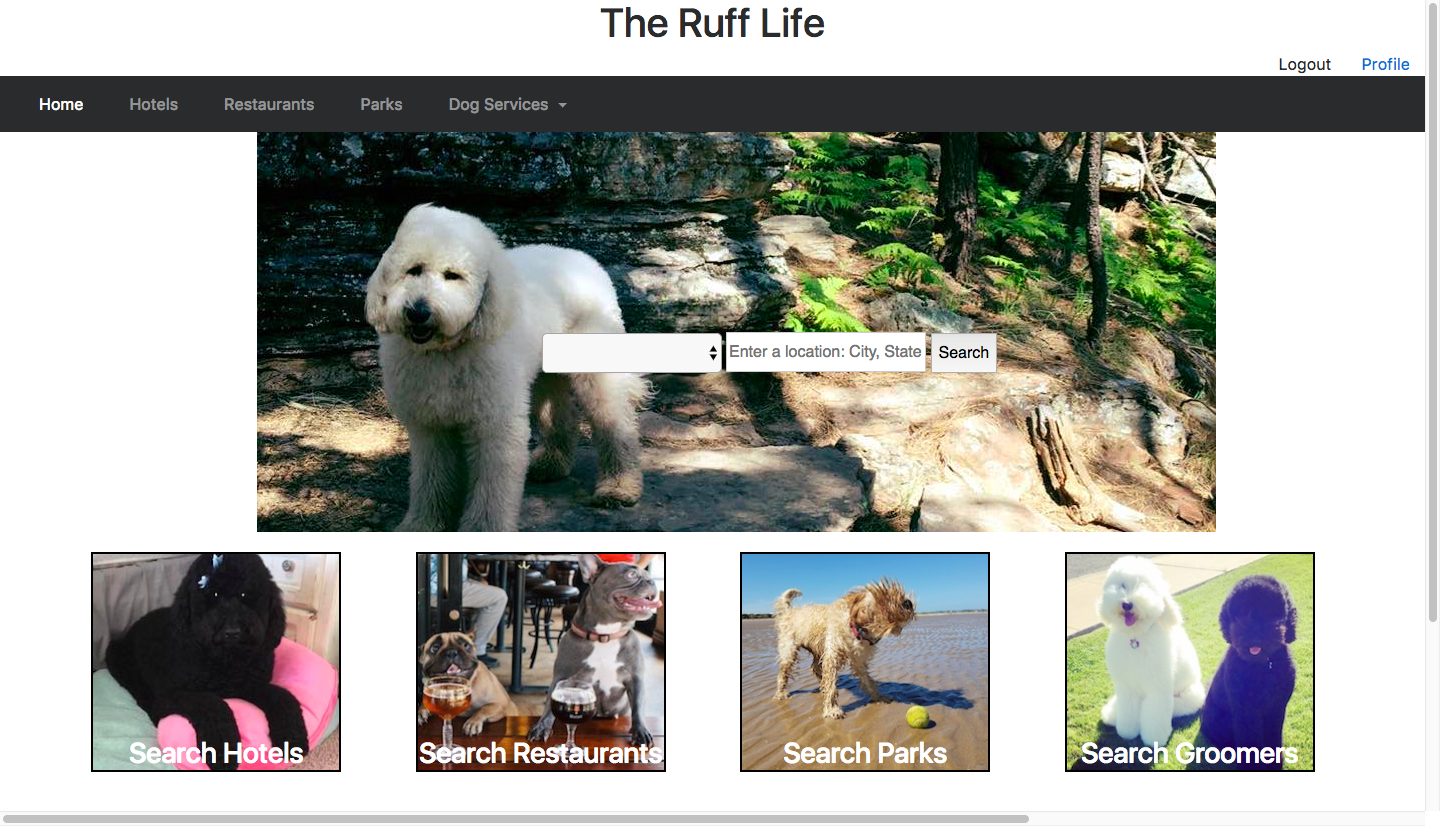 The Ruff Life
Logout Profile
Home Hotels Restaurants Parks Dog Services
Enter a location: City, State Search
Search Hotels Search Restaurants Search Parks Search Groomers